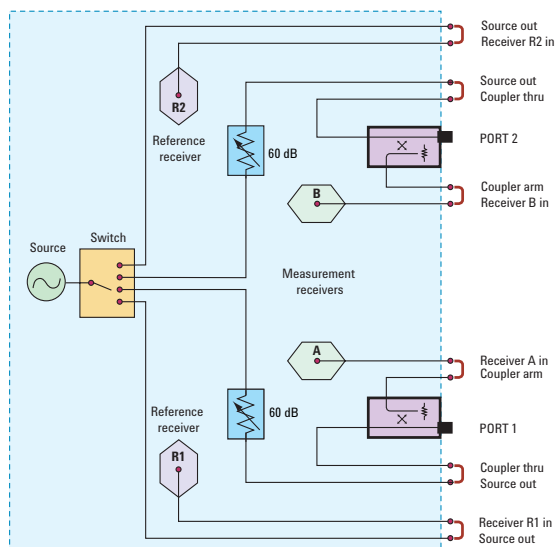 Source out
Receiver R2 in
R2
Reference
receiver
Source out
Coupler thru
60 dB
PORT 2
Coupler arm
Receiver B in
B
Source
Switch
Measurement
receivers
A
Receiver A in
Coupler arm
Reference
receiver
60 dB
PORT 1
R1
Coupler thru
Source out
Receiver R1 in
Source out